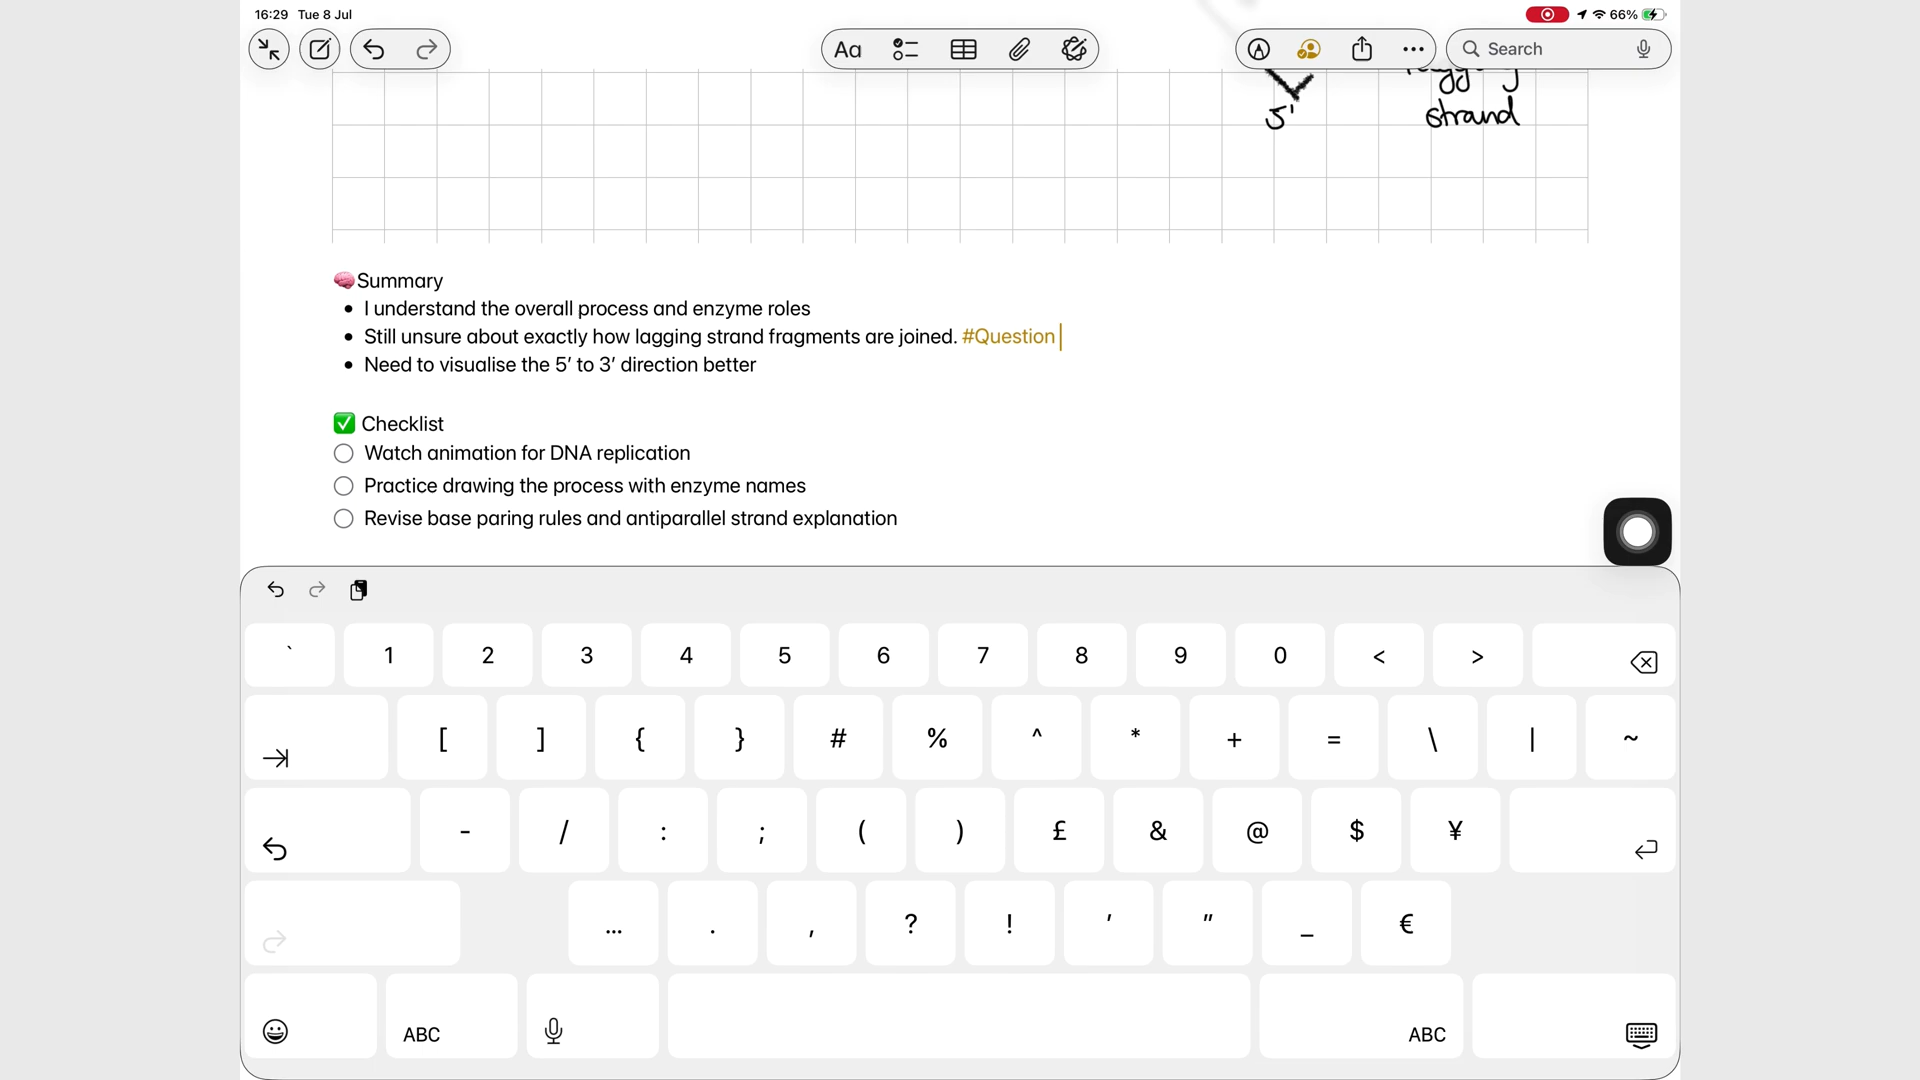 16:29 Tue 8 Jul
66%
Aa
Search
5'
strand
🧠Summary
• I understand the overall process and enzyme roles
• Still unsure about exactly how lagging strand fragments are joined. #Question
• Need to visualise the 5’ to 3’ direction better
✅ Checklist
Watch animation for DNA replication
Practice drawing the process with enzyme names
Revise base paring rules and antiparallel strand explanation
` 1 2 3 4 5 6 7 8 9 0 < >
[ ] { } # % ^ * + = \ | ~
- / : ; ( ) £ & @ $ ¥
… . , ? ! ' " _ €
ABC ABC